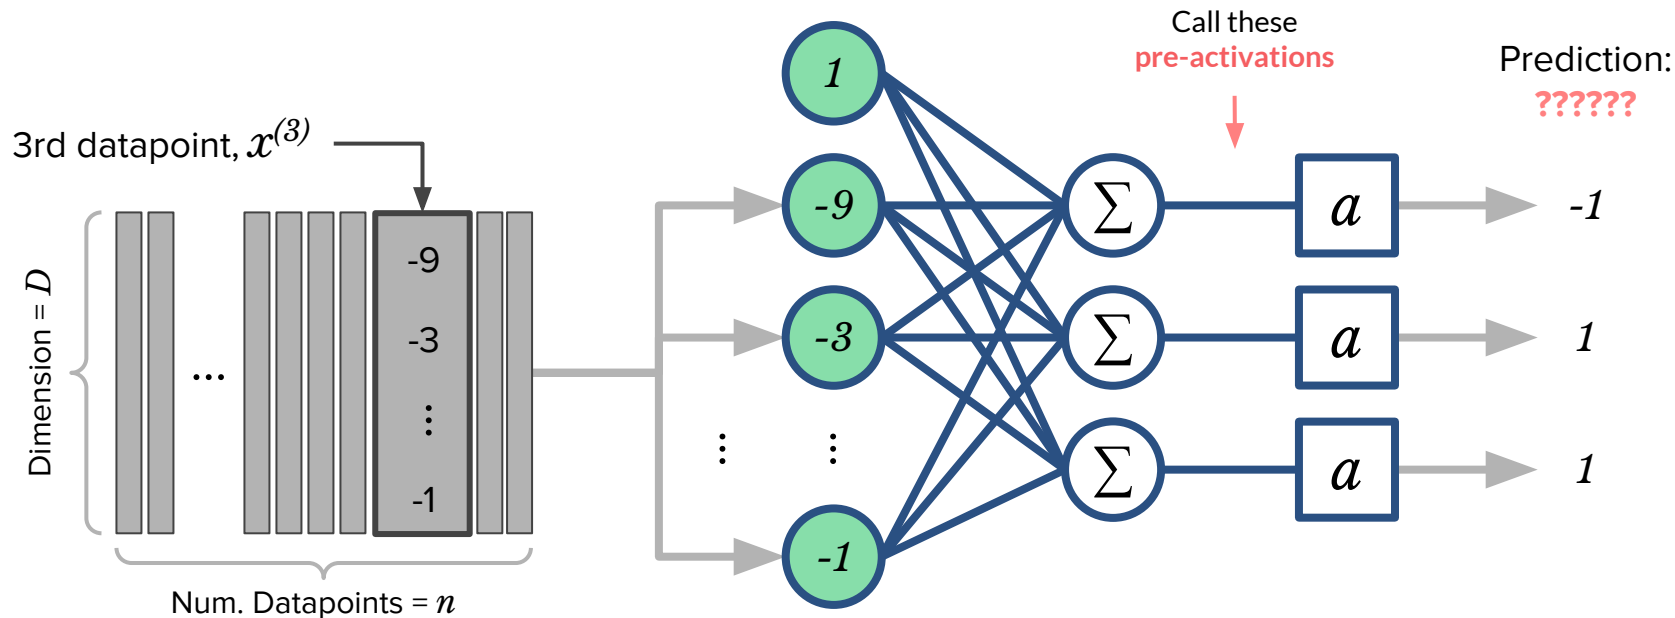 Call these
pre-activations
Prediction:
??????
3rd datapoint, x^(3)
Dimension = D
...
-9
-3
⋮
-1
Num. Datapoints = n
1
-9
-3
⋮ ⋮
-1
Σ
Σ
Σ
a
a
a
-1
1
1